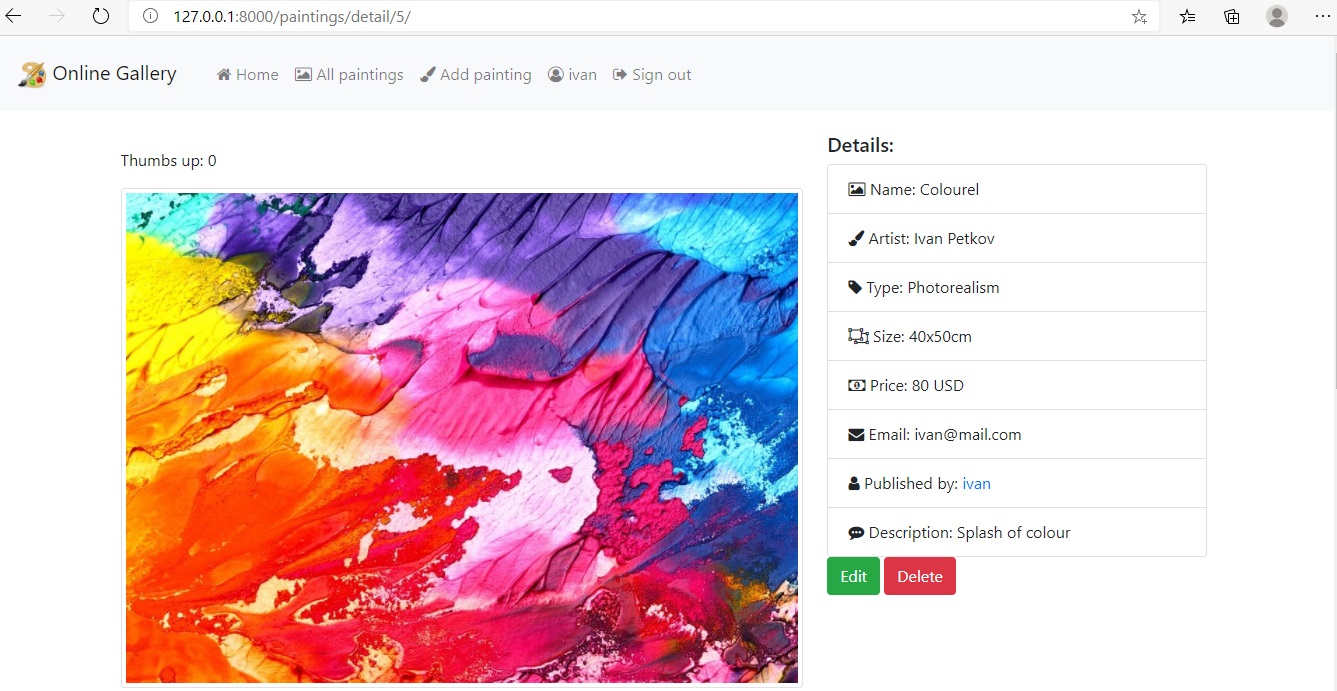 127.0.0.1:8000/paintings/detail/5/
Online Gallery Home All paintings Add painting ivan Sign out
Thumbs up: 0
Details:
Name: Colourel
Artist: Ivan Petkov
Type: Photorealism
Size: 40x50cm
Price: 80 USD
Email: ivan@mail.com
Published by: ivan
Description: Splash of colour
Edit Delete